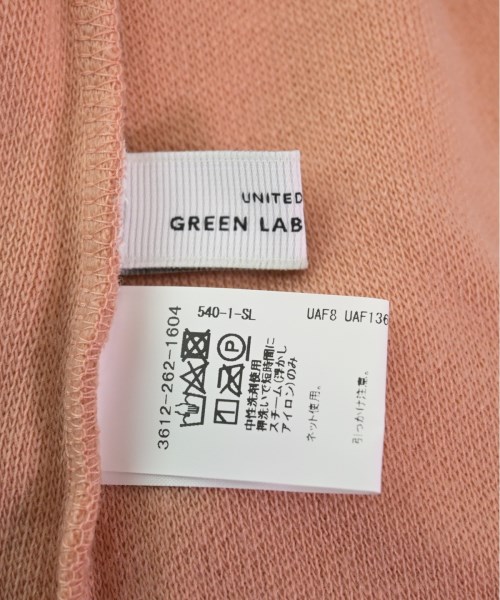 UNITED
GREEN LAB
540-1-SL
UAF8 UAF136
3612-262-1604
P
中性洗剤使用
押洗いで短時間に
スチーム(浮かし
アイロン)のみ
ネット使用。
引っかけ注意。